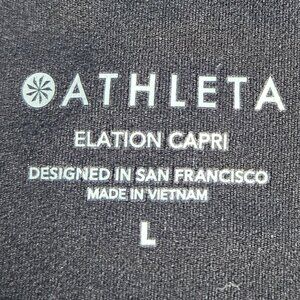 ATHLETA
ELATION CAPRI
DESIGNED IN SAN FRANCISCO
MADE IN VIETNAM
L